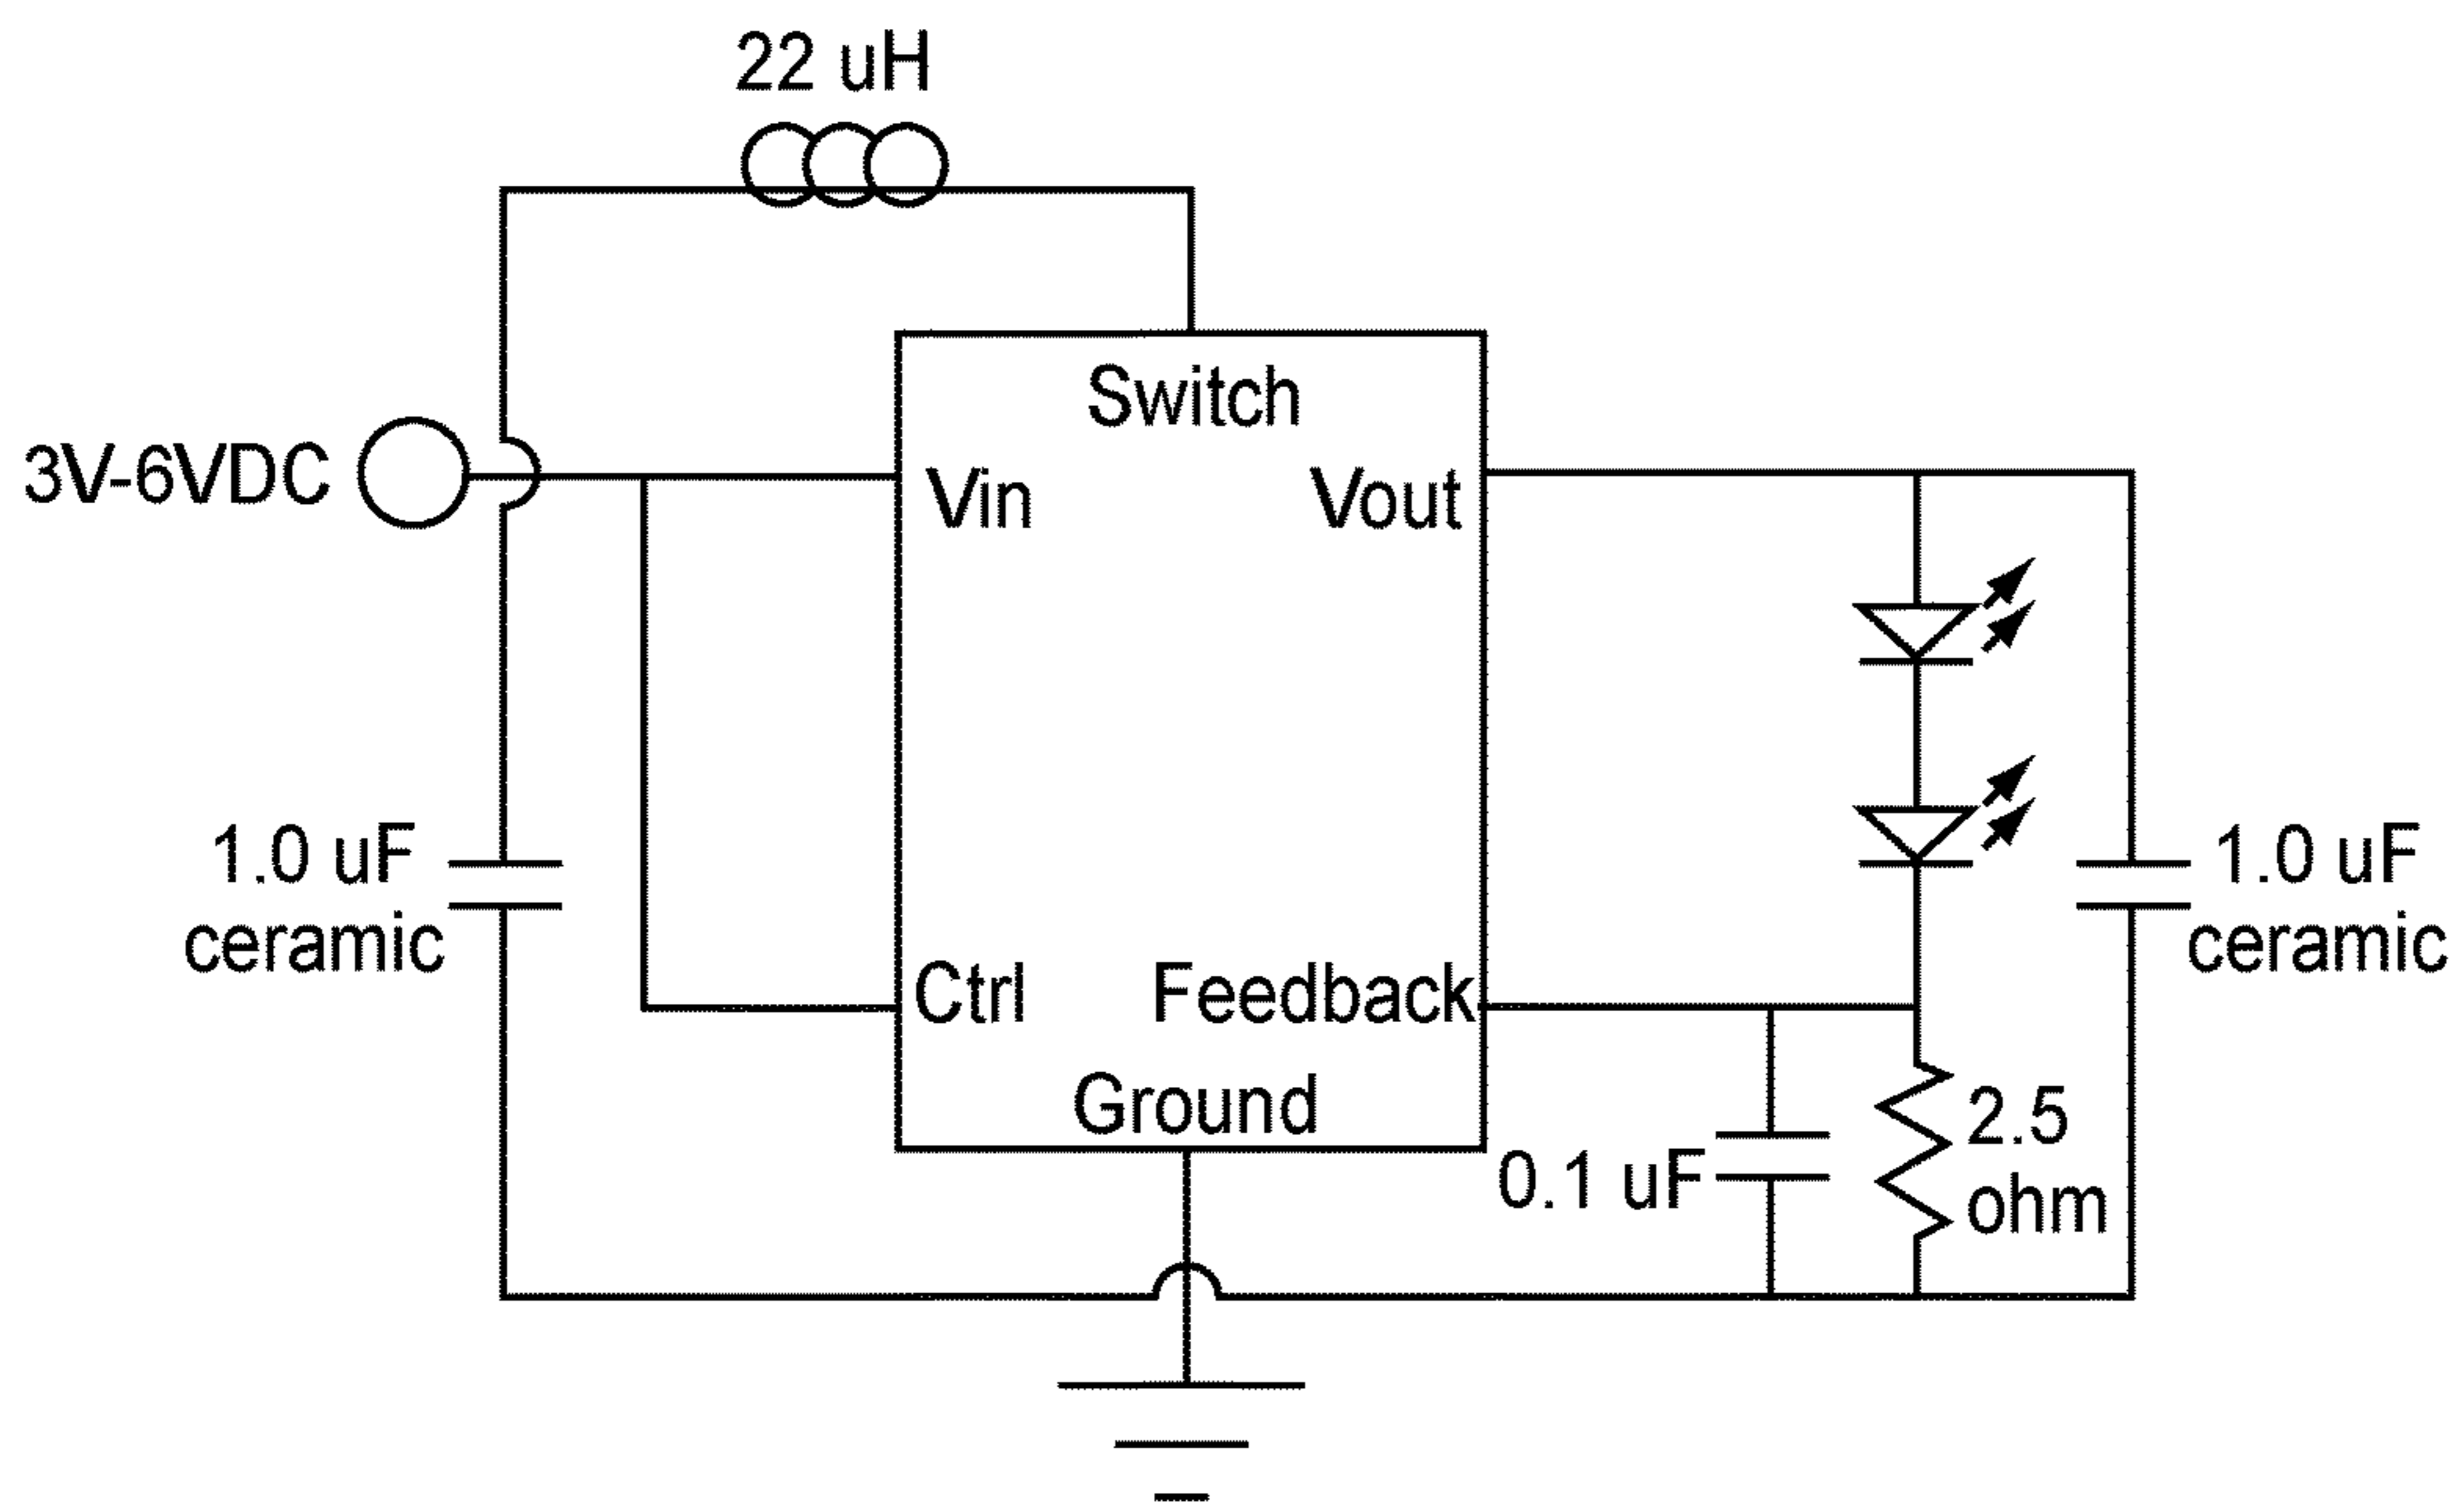 22 uH
Switch
3V-6VDC
Vin
Vout
1.0 uF
ceramic
1.0 uF
ceramic
Ctrl
Feedback
Ground
2.5
ohm
0.1 uF